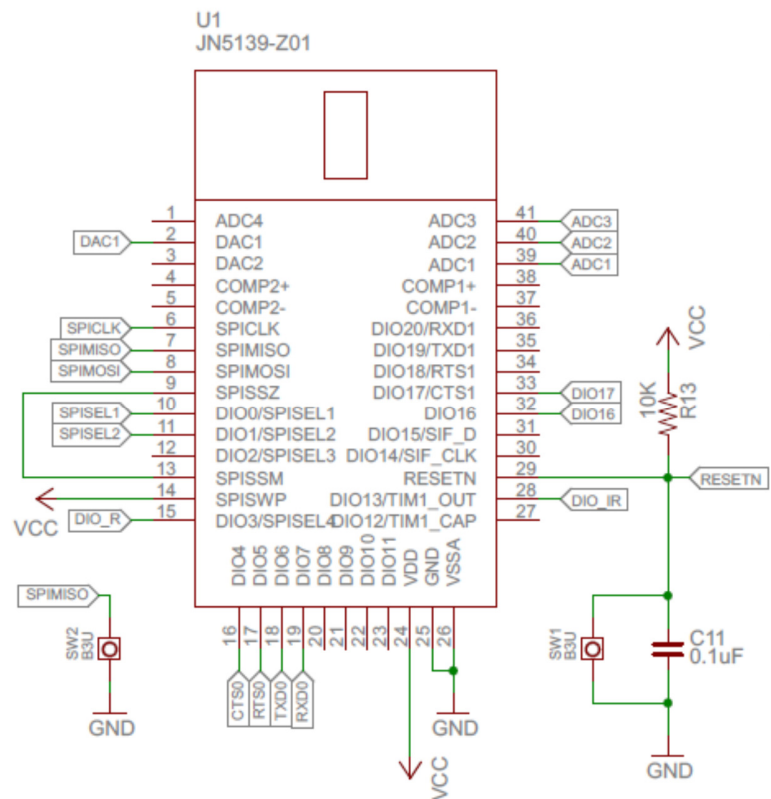 U1
JN5139-Z01
1 ADC4 ADC3 41 ADC3
DAC1 2 DAC1 ADC2 40 ADC2
3 DAC2 ADC1 39 ADC1
4 COMP2+ COMP1+ 38
5 COMP2- COMP1- 37
SPICLK 6 SPICLK DIO20/RXD1 36
SPIMISO 7 SPIMISO DIO19/TXD1 35
SPIMOSI 8 SPIMOSI DIO18/RTS1 34
9 SPISSZ DIO17/CTS1 33 DIO17
SPISEL1 10 DIO0/SPISEL1 DIO16 32 DIO16
SPISEL2 11 DIO1/SPISEL2 DIO15/SIF_D 31
12 DIO2/SPISEL3 DIO14/SIF_CLK 30
13 SPISSM RESETN 29 RESETN
14 SPISWP DIO13/TIM1_OUT 28 DIO_IR
VCC
DIO_R 15 DIO3/SPISEL4 DIO12/TIM1_CAP 27
DIO4 DIO5 DIO6 DIO7 DIO8 DIO9 DIO10 DIO11 VDD GND VSSA
16 17 18 19 20 21 22 23 24 25 26
CTS0 RTS0 TXD0 RXD0
GND
VCC
SPIMISO
SW2
B3U
GND
VCC
10K
R13
SW1
B3U
C11
0.1uF
GND